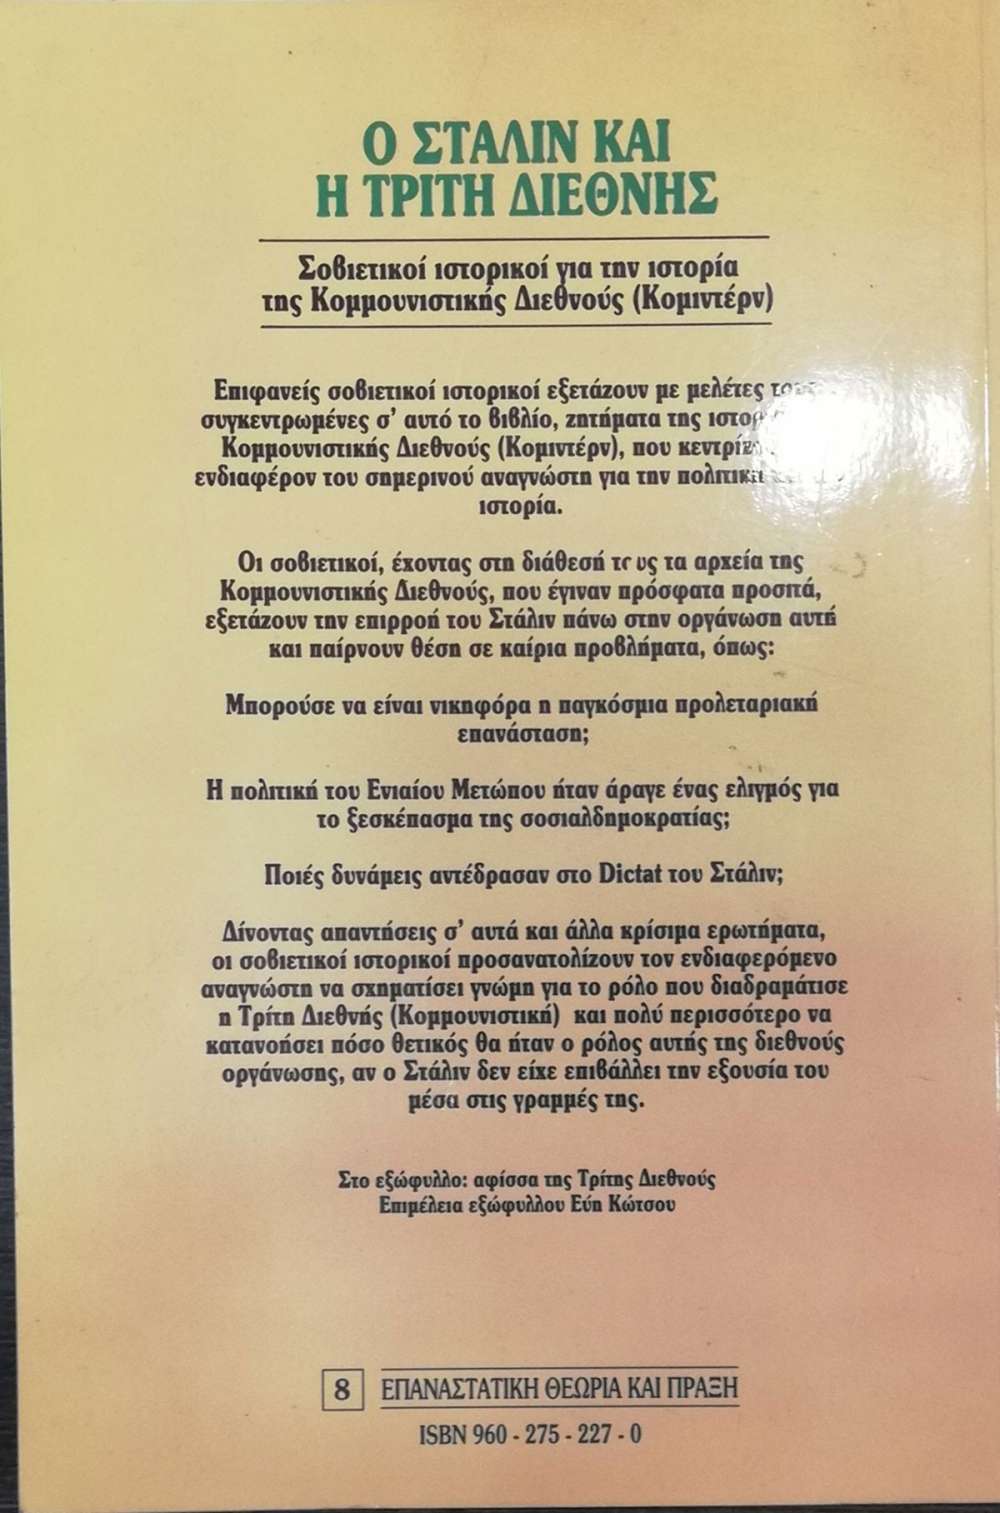 Ο ΣΤΑΛΙΝ ΚΑΙ
Η ΤΡΙΤΗ ΔΙΕΘΝΗΣ
Σοβιετικοί ιστορικοί για την ιστορία
της Κομμουνιστικής Διεθνούς (Κομιντέρν)
Επιφανείς σοβιετικοί ιστορικοί εξετάζουν με μελέτες
συγκεντρωμένες σ' αυτό το βιβλίο, ζητήματα της
Κομμουνιστικής Διεθνούς (Κομιντέρν), που
ενδιαφέρον του σημερινού αναγνώστη για την
ιστορία.
Οι σοβιετικοί, έχοντας στη διάθεσή τους τα αρχεία της
Κομμουνιστικής Διεθνούς, που έγιναν πρόσφατα προσιτά,
εξετάζουν την επιρροή του Στάλιν πάνω στην οργάνωση αυτή
και παίρνουν θέση σε καίρια προβλήματα, όπως:
Μπορούσε να είναι νικηφόρα η παγκόσμια προλεταριακή
επανάσταση;
Η πολιτική του Ενιαίου Μετώπου ήταν άραγε ένας ελιγμός για
το ξεσκέπασμα της σοσιαλδημοκρατίας;
Ποιές δυνάμεις αντέδρασαν στο Dictat του Στάλιν;
Δίνοντας απαντήσεις σ' αυτά και άλλα κρίσιμα ερωτήματα,
οι σοβιετικοί ιστορικοί προσανατολίζουν τον ενδιαφερόμενο
αναγνώστη να σχηματίσει γνώμη για το ρόλο που διαδραμάτισε
η Τρίτη Διεθνής (Κομμουνιστική) και πολύ περισσότερο να
κατανοήσει πόσο θετικός θα ήταν ο ρόλος αυτής της διεθνούς
οργάνωσης, αν ο Στάλιν δεν είχε επιβάλλει την εξουσία του
μέσα στις γραμμές της.
Στο εξώφυλλο: αφίσσα της Τρίτης Διεθνούς
Επιμέλεια εξώφυλλου Εύη Κώτσου
8 ΕΠΑΝΑΣΤΑΤΙΚΗ ΘΕΩΡΙΑ ΚΑΙ ΠΡΑΞΗ
ISBN 960 - 275 - 227 - 0